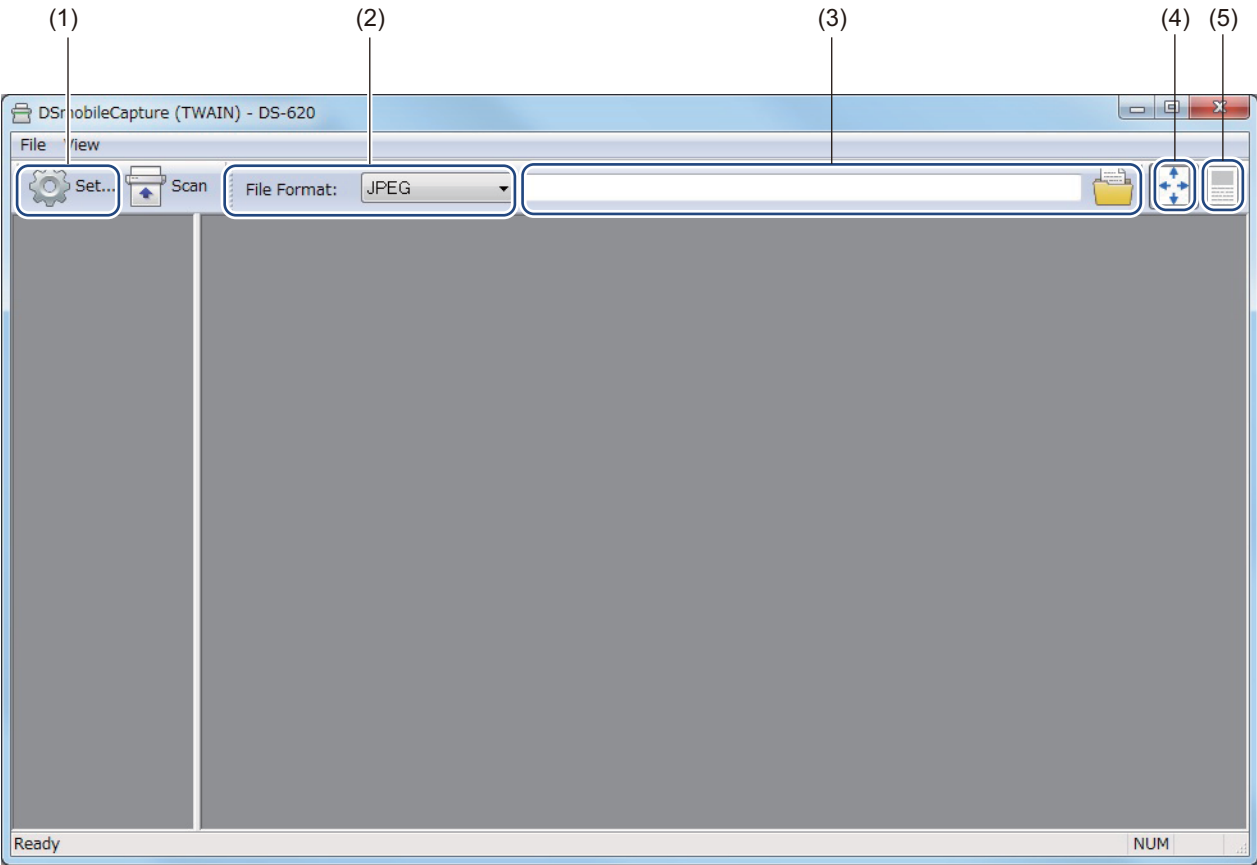 (1) (2) (3) (4) (5)
DSmobileCapture (TWAIN) - DS-620
File View
Set... Scan File Format: JPEG
Ready NUM